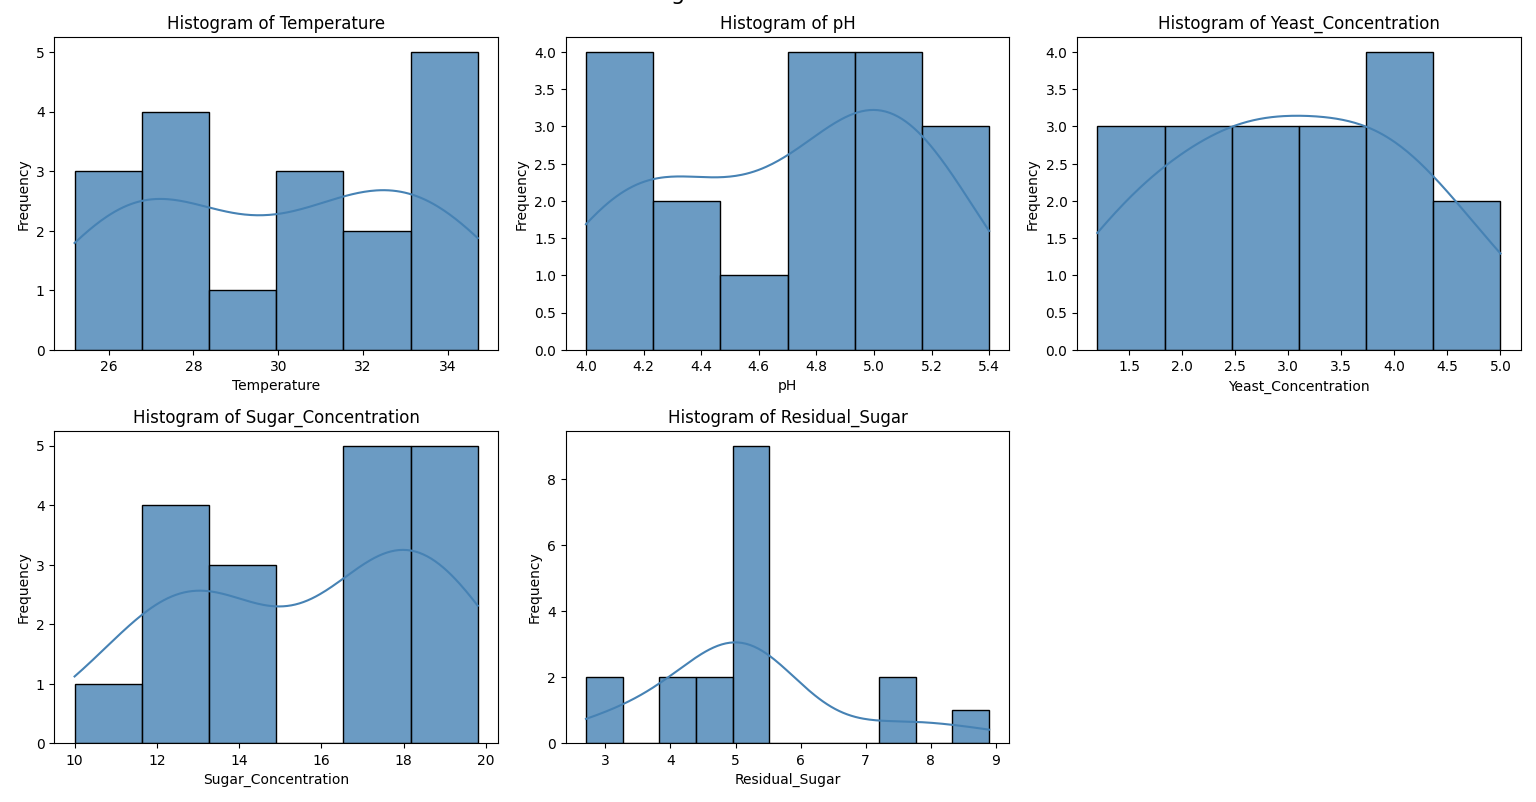 Histogram of Temperature
Frequency
5
4
3
2
1
0
26 28 30 32 34
Temperature
Histogram of pH
Frequency
4.0
3.5
3.0
2.5
2.0
1.5
1.0
0.5
0.0
4.0 4.2 4.4 4.6 4.8 5.0 5.2 5.4
pH
Histogram of Yeast_Concentration
Frequency
4.0
3.5
3.0
2.5
2.0
1.5
1.0
0.5
0.0
1.5 2.0 2.5 3.0 3.5 4.0 4.5 5.0
Yeast_Concentration
Histogram of Sugar_Concentration
Frequency
5
4
3
2
1
0
10 12 14 16 18 20
Sugar_Concentration
Histogram of Residual_Sugar
Frequency
8
6
4
2
0
3 4 5 6 7 8 9
Residual_Sugar